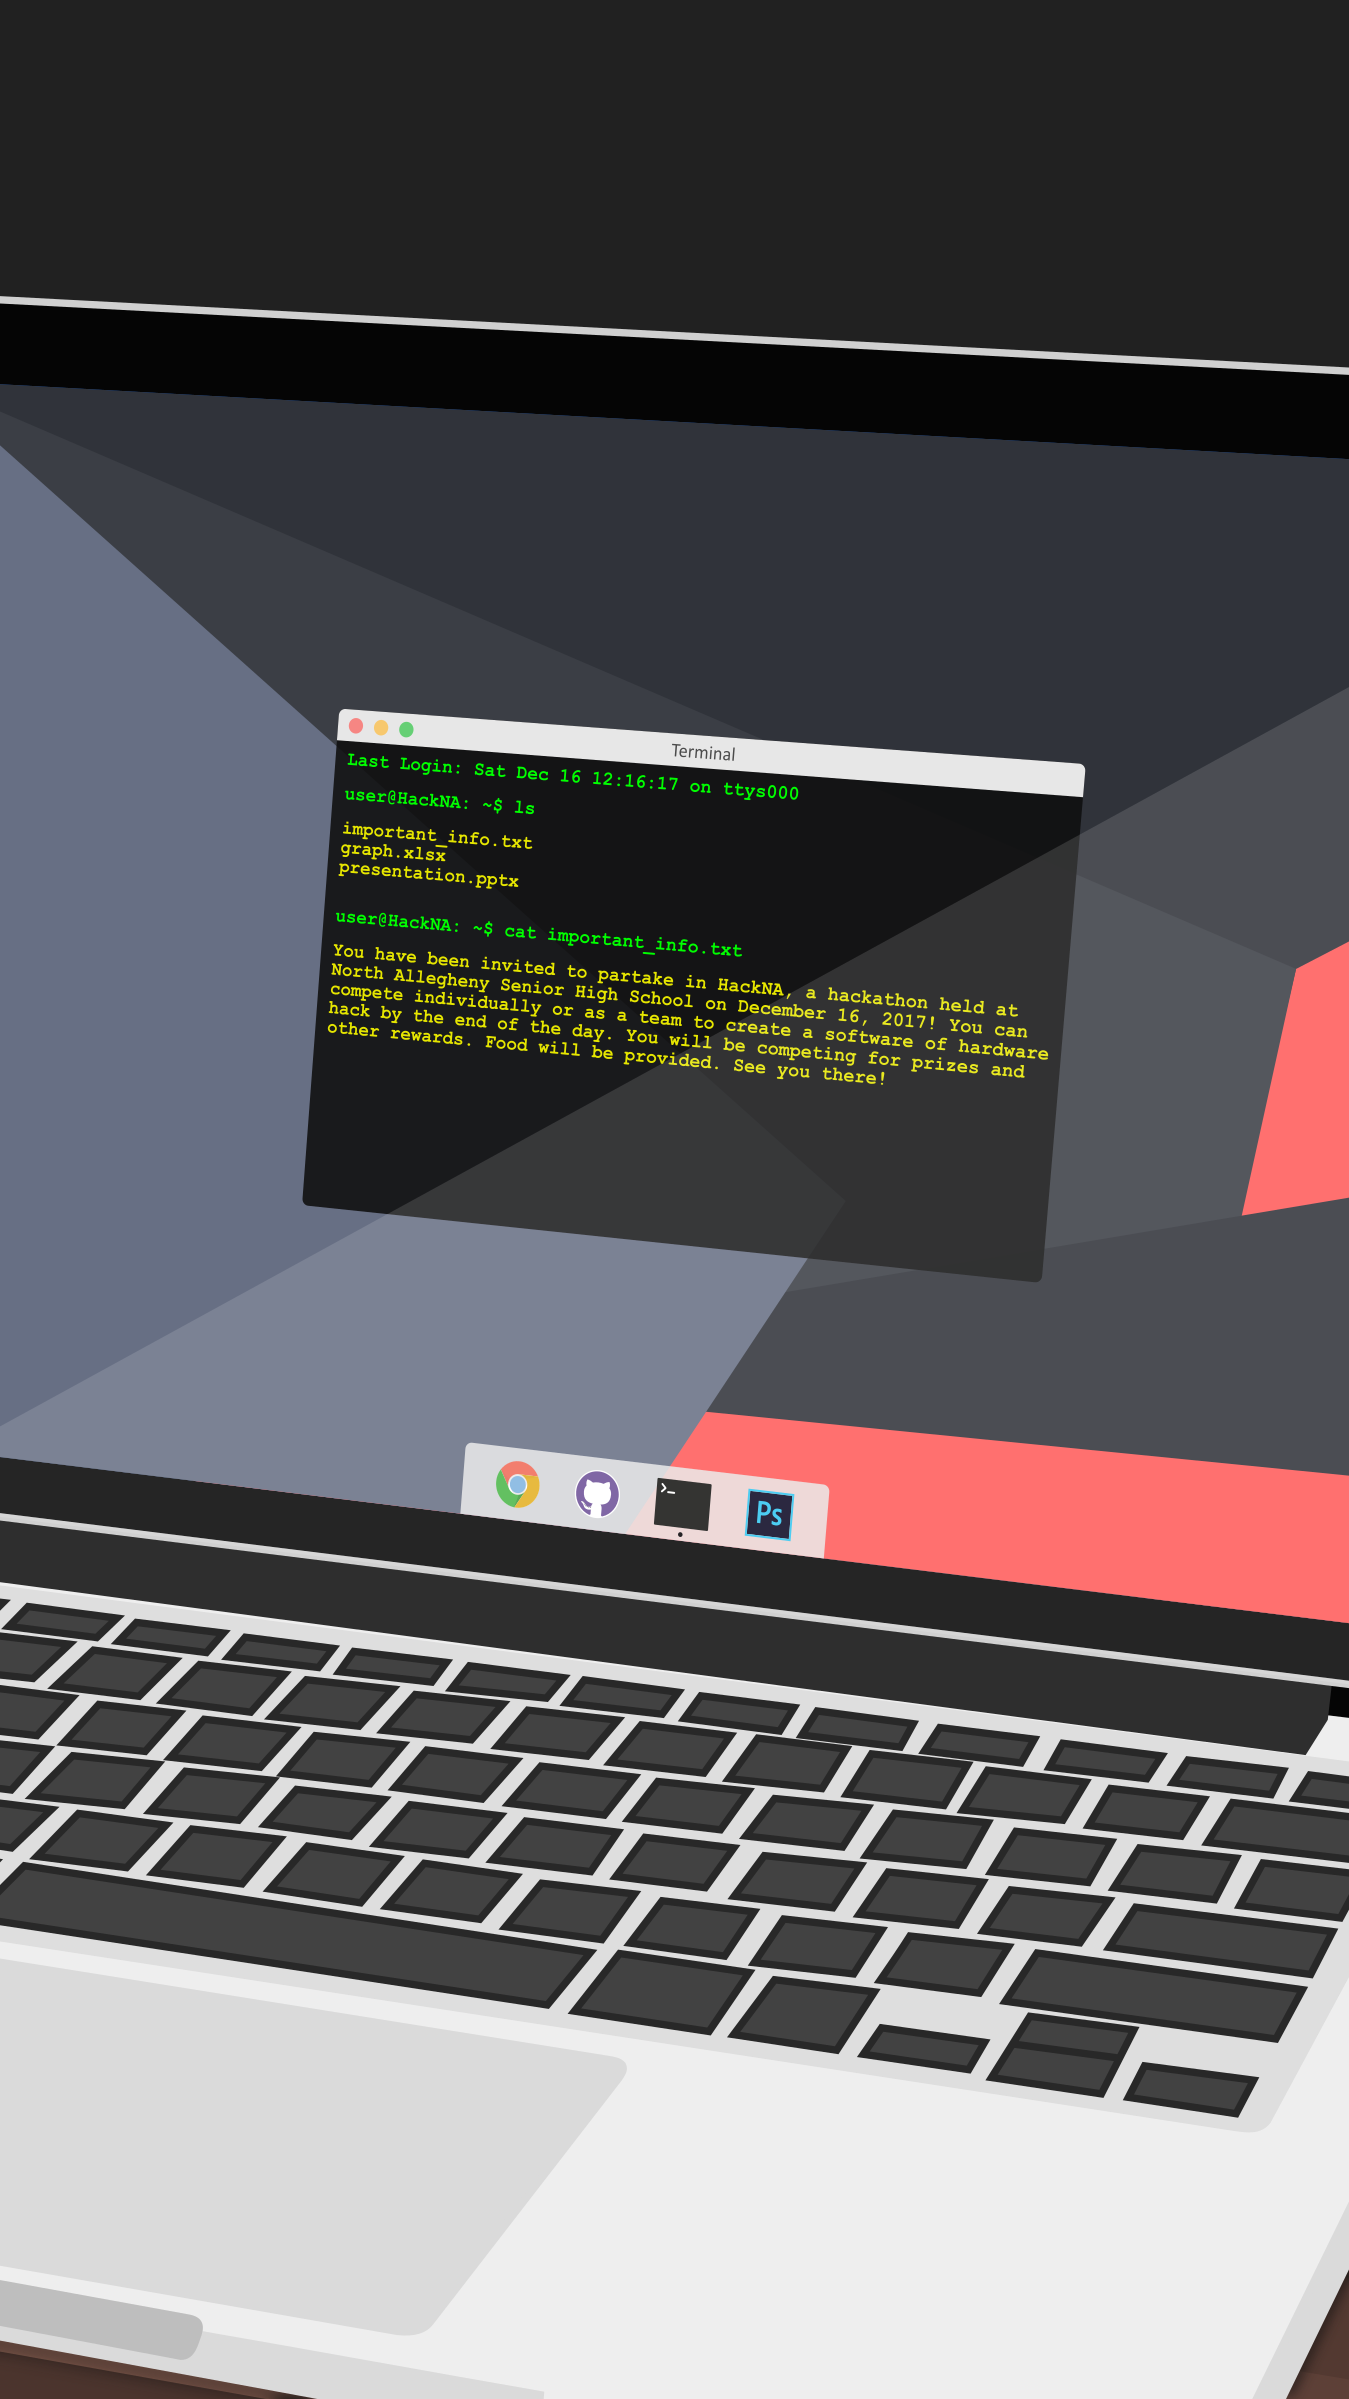 Terminal
Last Login: Sat Dec 16 12:16:17 on ttys000
user@HackNA: ~$ ls
important_info.txt
graph.xlsx
presentation.pptx
user@HackNA: ~$ cat important_info.txt
You have been invited to partake in HackNA, a hackathon held at
North Allegheny Senior High School on December 16, 2017! You can
compete individually or as a team to create a software of hardware
hack by the end of the day. You will be competing for prizes and
other rewards. Food will be provided. See you there!
>_
Ps